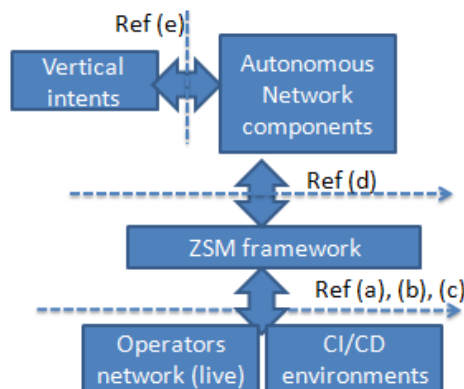 Ref (e)
Vertical
intents
Autonomous
Network
components
Ref (d)
ZSM framework
Ref (a), (b), (c)
Operators
network (live)
CI/CD
environments